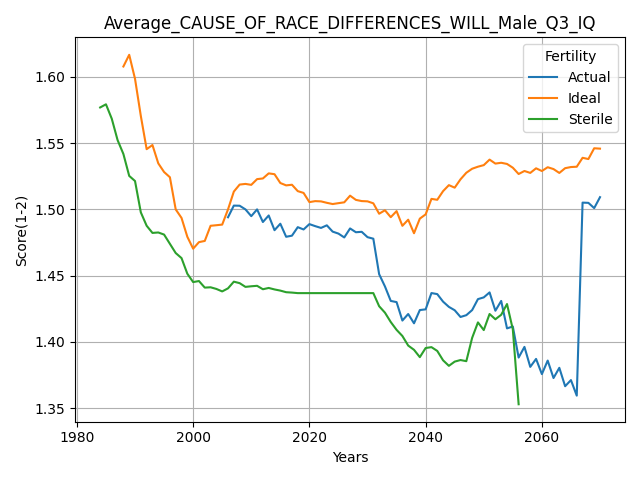 Average_CAUSE_OF_RACE_DIFFERENCES_WILL_Male_Q3_IQ
Fertility
Actual
Ideal
Sterile
1.60
1.55
1.50
1.45
1.40
1.35
Score(1-2)
1980
2000
2020
2040
2060
Years